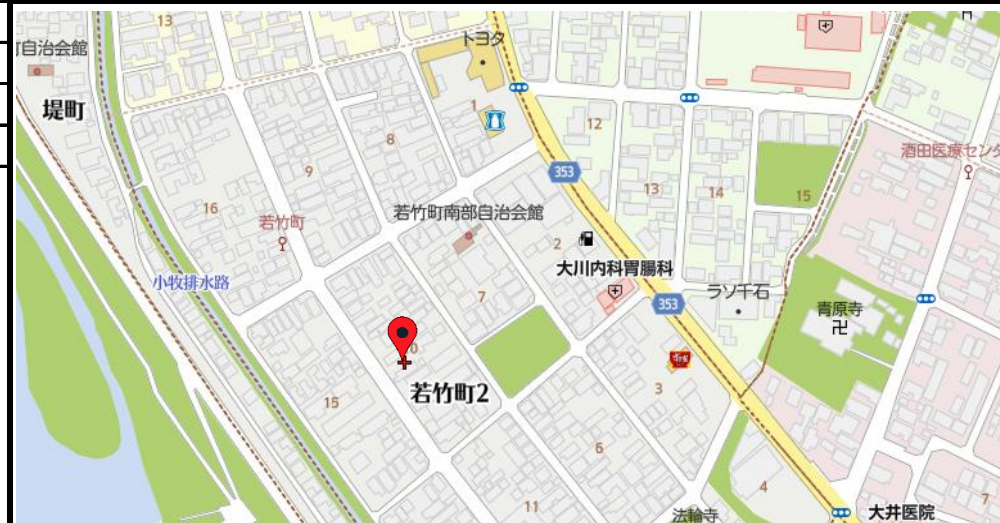 13
トヨタ
町自治会館
堤町
1
8
12
353
9
酒田医療センタ
13
14
15
16
若竹町
若竹町南部自治会館
2
大川内科胃腸科
小牧排水路
7
353
ラソ千石
青原寺
卍
若竹町2
3
15
6
4
11
法輪寺
大井医院
7